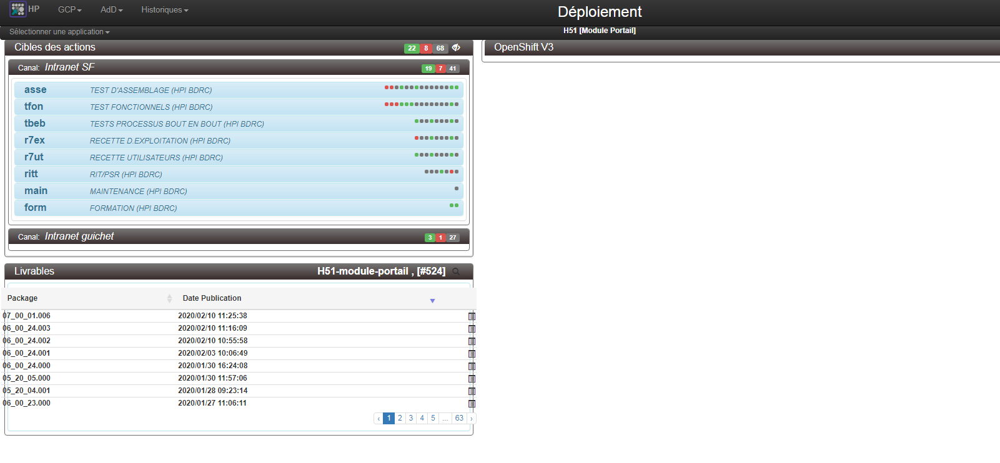 HP GCP AdD Historiques Déploiement
Sélectionner une application H51 [Module Portail]
Cibles des actions 22 8 68
Canal: Intranet SF 19 7 41
asse TEST D'ASSEMBLAGE (HPI BDRC)
tfon TEST FONCTIONNELS (HPI BDRC)
tbeb TESTS PROCESSUS BOUT EN BOUT (HPI BDRC)
r7ex RECETTE D.EXPLOITATION (HPI BDRC)
r7ut RECETTE UTILISATEURS (HPI BDRC)
ritt RIT/PSR (HPI BDRC)
main MAINTENANCE (HPI BDRC)
form FORMATION (HPI BDRC)
Canal: Intranet guichet 3 1 27
Livrables H51-module-portail , [#524]
Package Date Publication
07_00_01.006 2020/02/10 11:25:38
06_00_24.003 2020/02/10 11:16:09
06_00_24.002 2020/02/10 10:55:58
06_00_24.001 2020/02/03 10:06:49
06_00_24.000 2020/01/30 16:24:08
05_20_05.000 2020/01/30 11:57:06
05_20_04.001 2020/01/28 09:23:14
06_00_23.000 2020/01/27 11:06:11
‹ 1 2 3 4 5 ... 63 ›
OpenShift V3